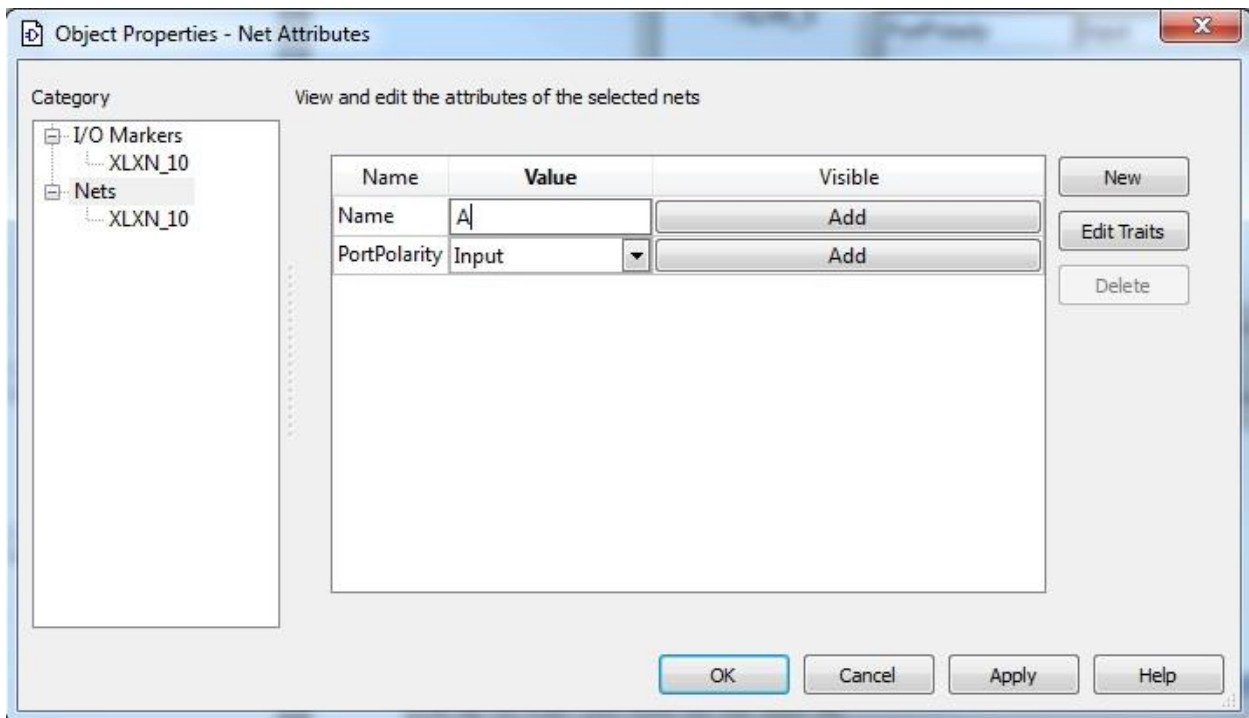 Object Properties - Net Attributes
Category
View and edit the attributes of the selected nets
I/O Markers
XLXN_10
Nets
XLXN_10
Name Value Visible
Name A Add
PortPolarity Input Add
New
Edit Traits
Delete
OK Cancel Apply Help